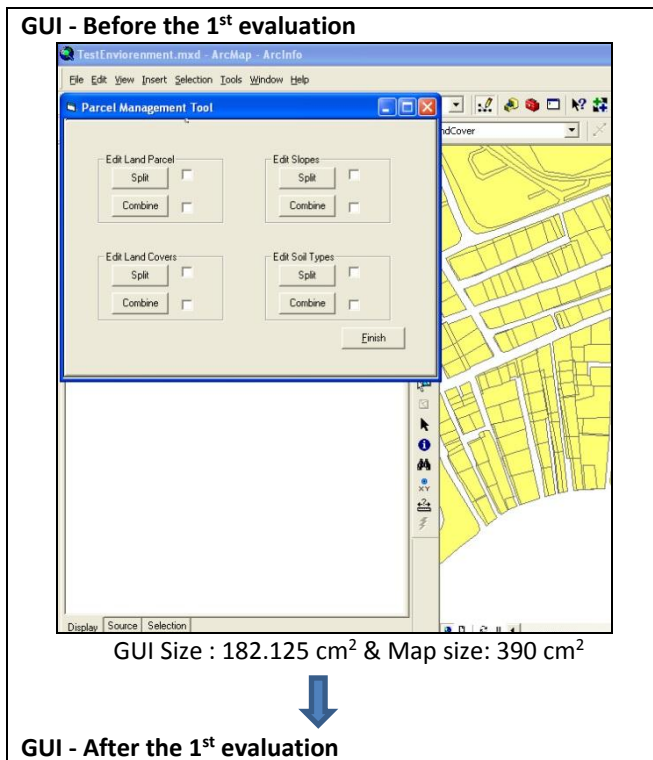 GUI - Before the 1st evaluation
TestEnviorenment.mxd - ArcMap - ArcInfo
File Edit View Insert Selection Tools Window Help
Parcel Management Tool
Edit Land Parcel
Split
Combine
Edit Slopes
Split
Combine
Edit Land Covers
Split
Combine
Edit Soil Types
Split
Combine
Finish
ndCover
XY
Display Source Selection
GUI Size : 182.125 cm2 & Map size: 390 cm2
GUI - After the 1st evaluation